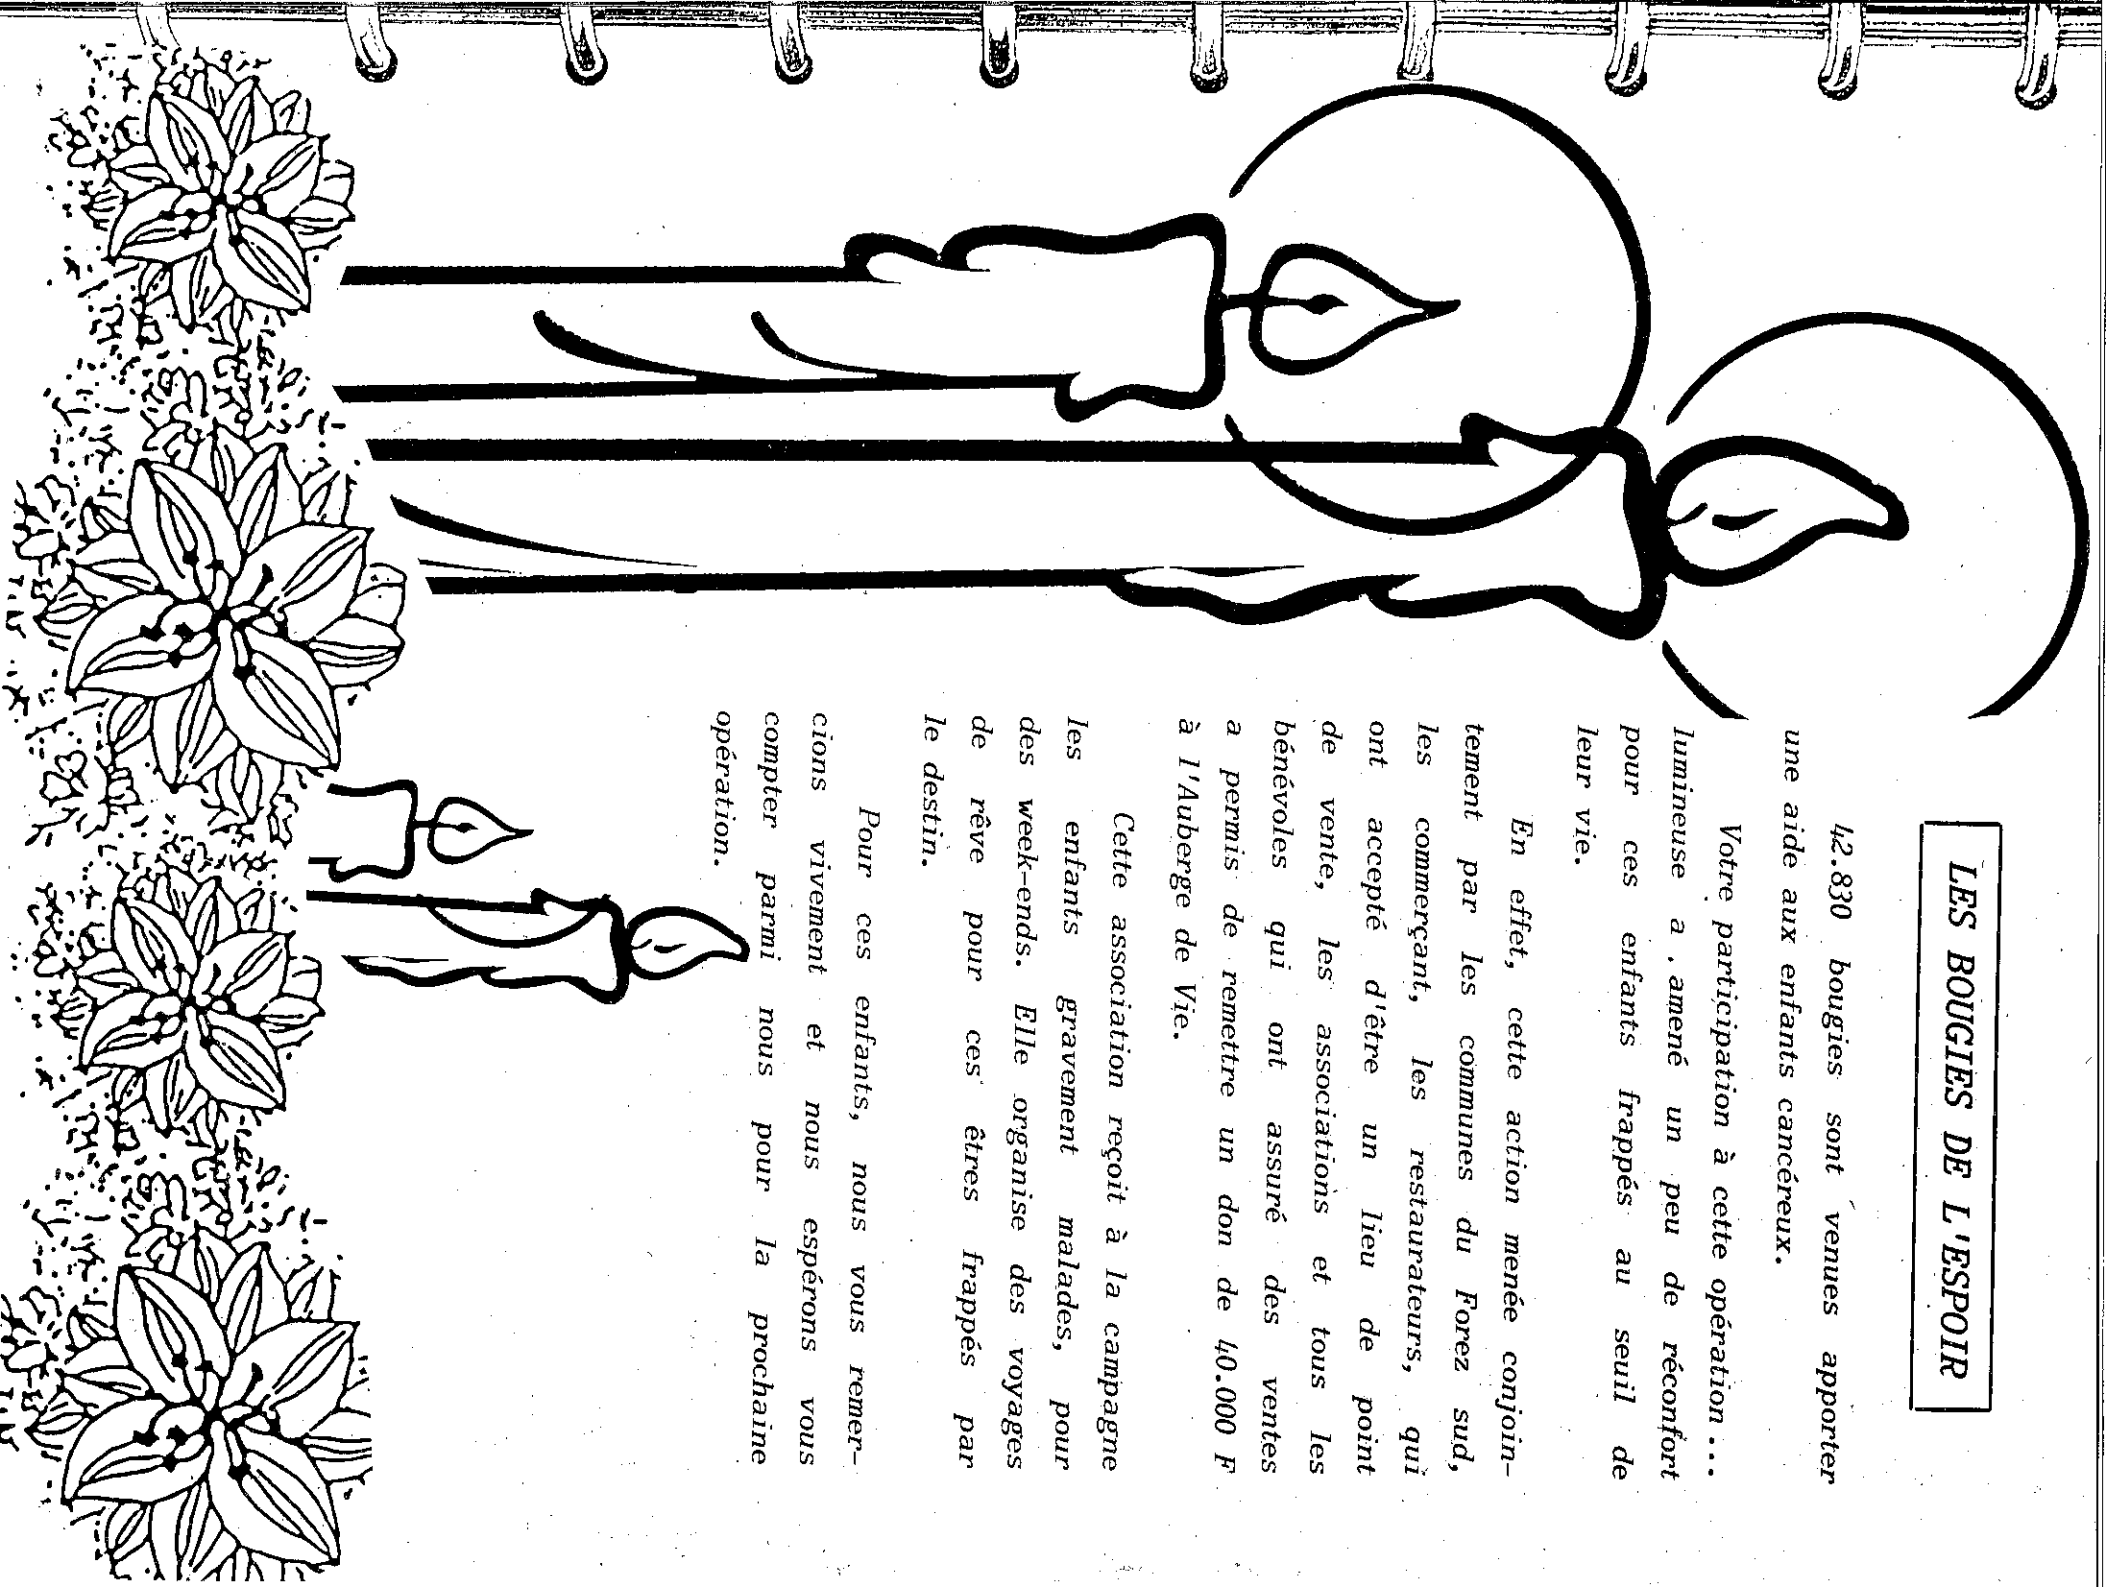 LES BOUGIES DE L'ESPOIR
42.830 bougies sont venues apporter
une aide aux enfants cancéreux.
Votre participation à cette opération...
lumineuse a amené un peu de réconfort
pour ces enfants frappés au seuil de
leur vie.
En effet, cette action menée conjoin-
tement par les communes du Forez sud,
les commerçant, les restaurateurs, qui
ont accepté d'être un lieu de point
de vente, les associations et tous les
bénévoles qui ont assuré des ventes
a permis de remettre un don de 40.000 F
à l'Auberge de Vie.
Cette association reçoit à la campagne
les enfants gravement malades, pour
des week-ends. Elle organise des voyages
de rêve pour ces êtres frappés par
le destin.
Pour ces enfants, nous vous remer-
cions vivement et nous espérons vous
compter parmi nous pour la prochaine
opération.